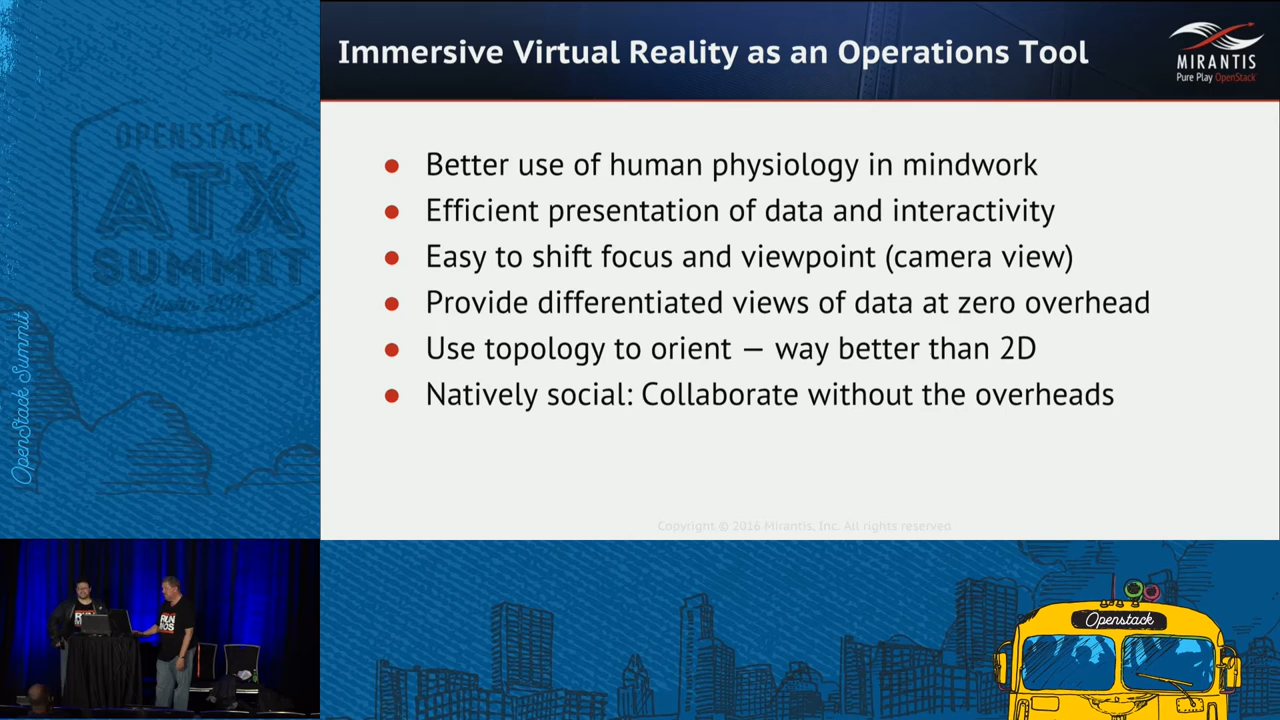 Immersive Virtual Reality as an Operations Tool
MIRANTIS
Pure Play OpenStack
OPENSTACK
ATX
SUMMIT
Austin 2016
OpenStack Summit
● Better use of human physiology in mindwork
● Efficient presentation of data and interactivity
● Easy to shift focus and viewpoint (camera view)
● Provide differentiated views of data at zero overhead
● Use topology to orient — way better than 2D
● Natively social: Collaborate without the overheads
Copyright © 2016 Mirantis, Inc. All rights reserved
RUN
Openstack